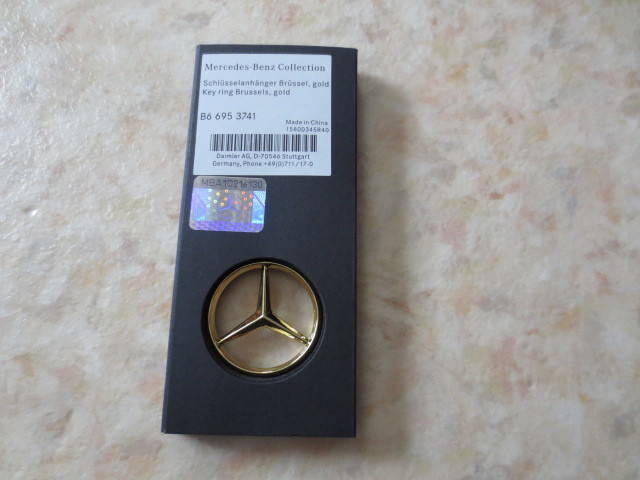 Mercedes-Benz Collection
Schlüsselanhänger Brüssel, gold
Key ring Brussels, gold
B6 695 3741
Made in China
15800345R40
Daimler AG, D-70546 Stuttgart
Germany, Phone +49(0)711/17-0
MBA10216130